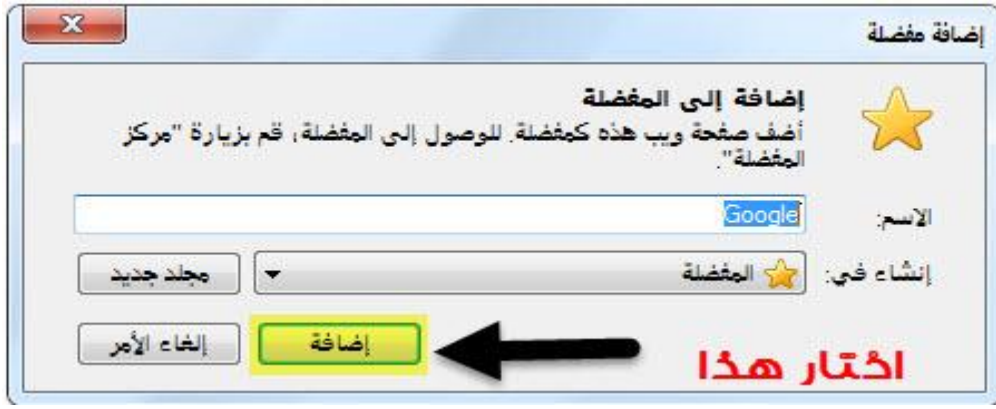 إضافة مفضلة
إضافة إلى المفضلة
أضف صفحة ويب هذه كمفضلة. للوصول إلى المفضلة، قم بزيارة "مركز
المفضلة".
الاسم:
Google
إنشاء في:
المفضلة
مجلد جديد
إضافة
إلغاء الأمر
اختار هذا